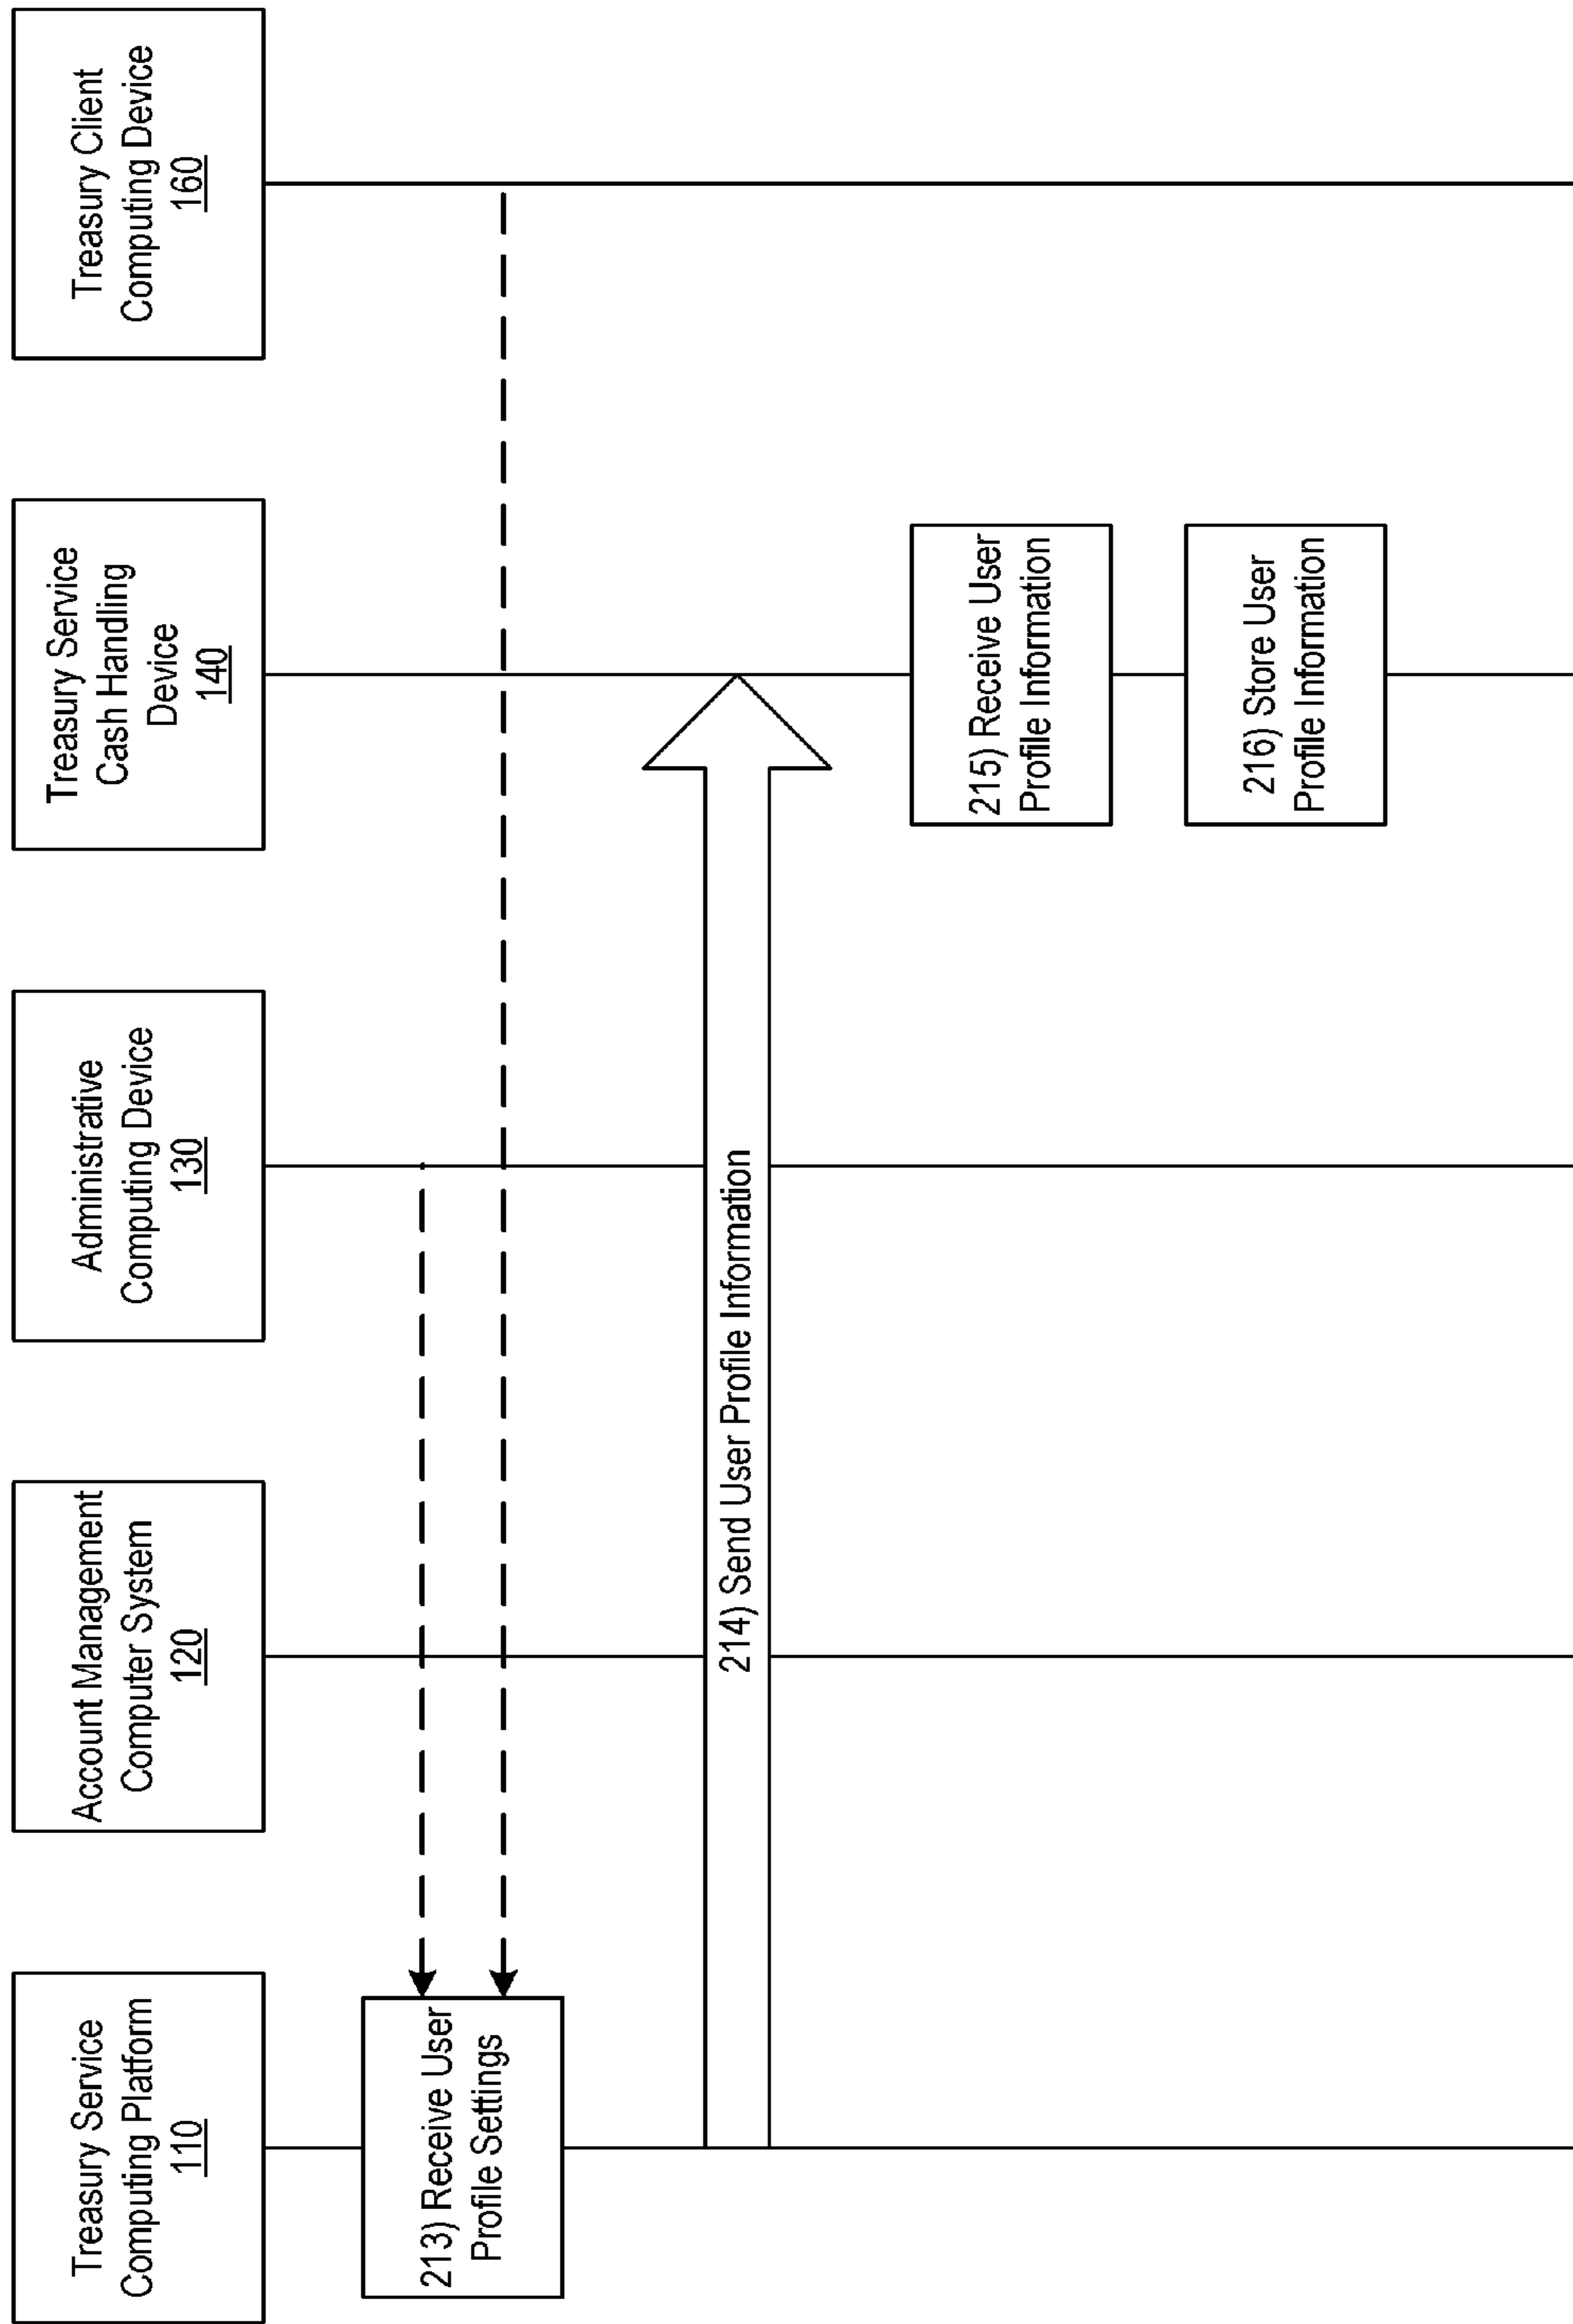 Treasury Service
Computing Platform
110
Account Management
Computer System
120
Administrative
Computing Device
130
Treasury Service
Cash Handling
Device
140
Treasury Client
Computing Device
160
213) Receive User
Profile Settings
214) Send User Profile Information
215) Receive User
Profile Information
216) Store User
Profile Information